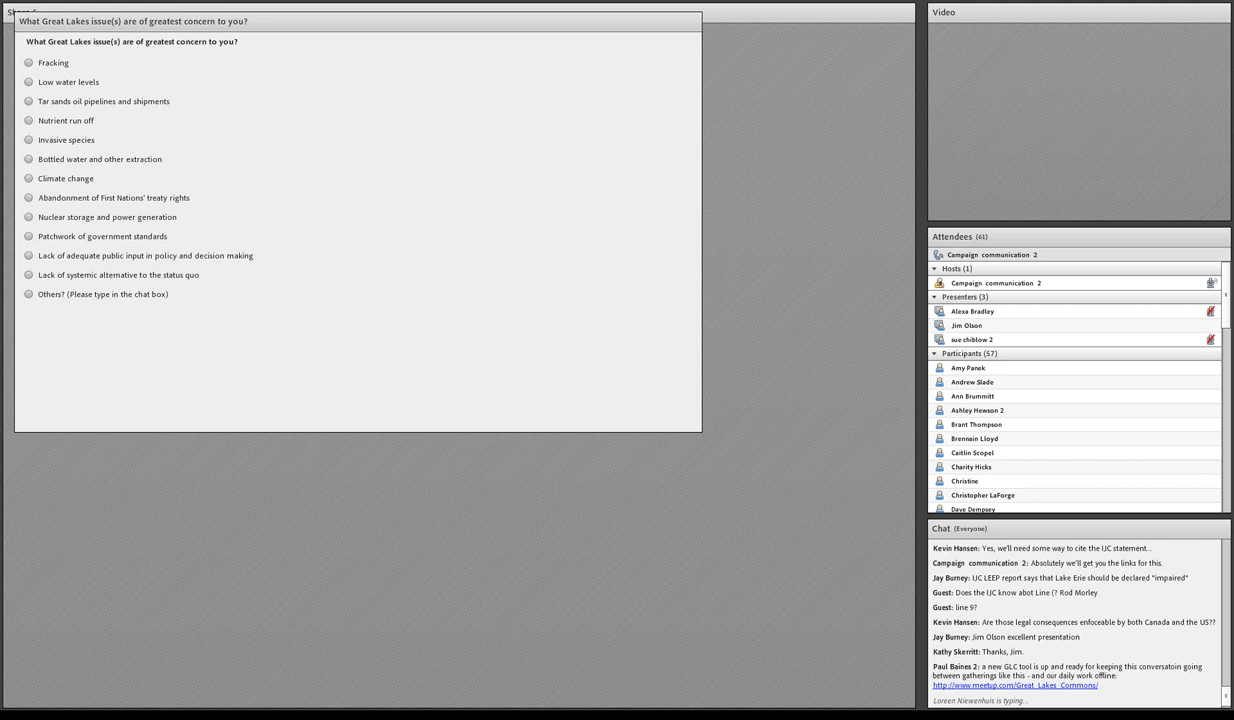 What Great Lakes issue(s) are of greatest concern to you?
What Great Lakes issue(s) are of greatest concern to you?
Fracking
Low water levels
Tar sands oil pipelines and shipments
Nutrient run off
Invasive species
Bottled water and other extraction
Climate change
Abandonment of First Nations' treaty rights
Nuclear storage and power generation
Patchwork of government standards
Lack of adequate public input in policy and decision making
Lack of systemic alternative to the status quo
Others? (Please type in the chat box)
Video
Attendees (61)
Campaign communication 2
Hosts (1)
Campaign communication 2
Presenters (3)
Alexa Bradley
Jim Olson
sue chiblow 2
Participants (57)
Amy Panek
Andrew Slade
Ann Brummitt
Ashley Hewson 2
Brant Thompson
Brennain Lloyd
Caitlin Scopel
Charity Hicks
Christine
Christopher LaForge
Dave Dempsey
Chat (Everyone)
Kevin Hansen: Yes, we'll need some way to cite the IJC statement...
Campaign communication 2: Absolutely we'll get you the links for this.
Jay Burney: IJC LEEP report says that Lake Erie should be declared "impaired"
Guest: Does the IJC know abot Line (? Rod Morley
Guest: line 9?
Kevin Hansen: Are those legal consequences enfoceable by both Canada and the US??
Jay Burney: Jim Olson excellent presentation
Kathy Skerritt: Thanks, Jim.
Paul Baines 2: a new GLC tool is up and ready for keeping this conversatoin going
between gatherings like this - and our daily work offline:
http://www.meetup.com/Great_Lakes_Commons/
Loreen Niewenhuis is typing...